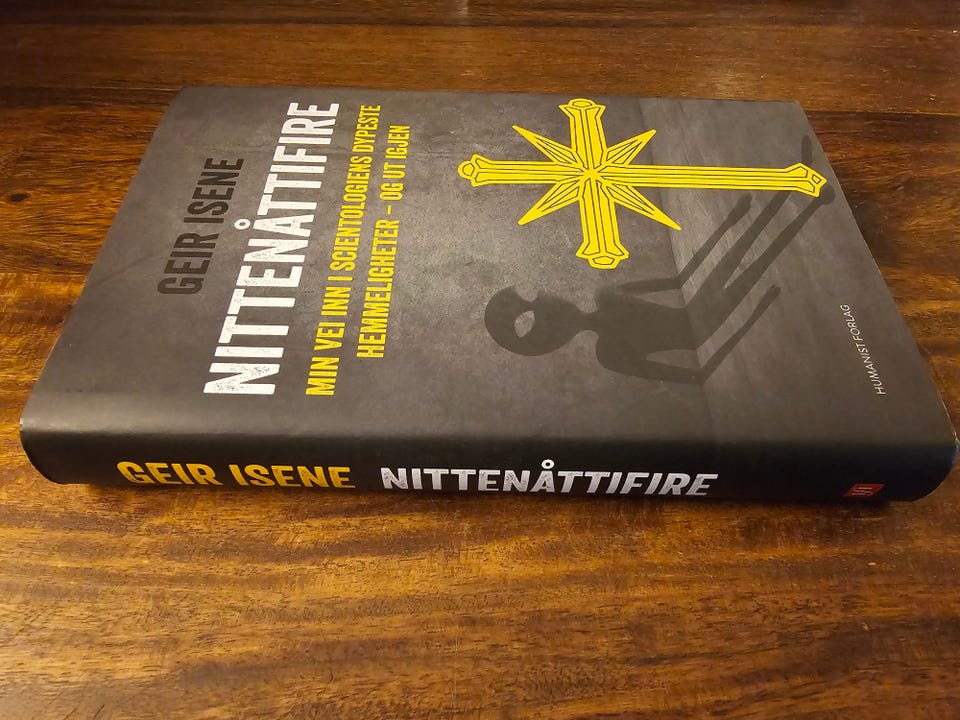 GEIR ISENE
NITTENÅTTIFIRE
MIN VEI INN I SCIENTOLOGIENS DYPESTE
HEMMELIGHETER – OG UT IGJEN
HUMANIST FORLAG
GEIR ISENE NITTENÅTTIFIRE